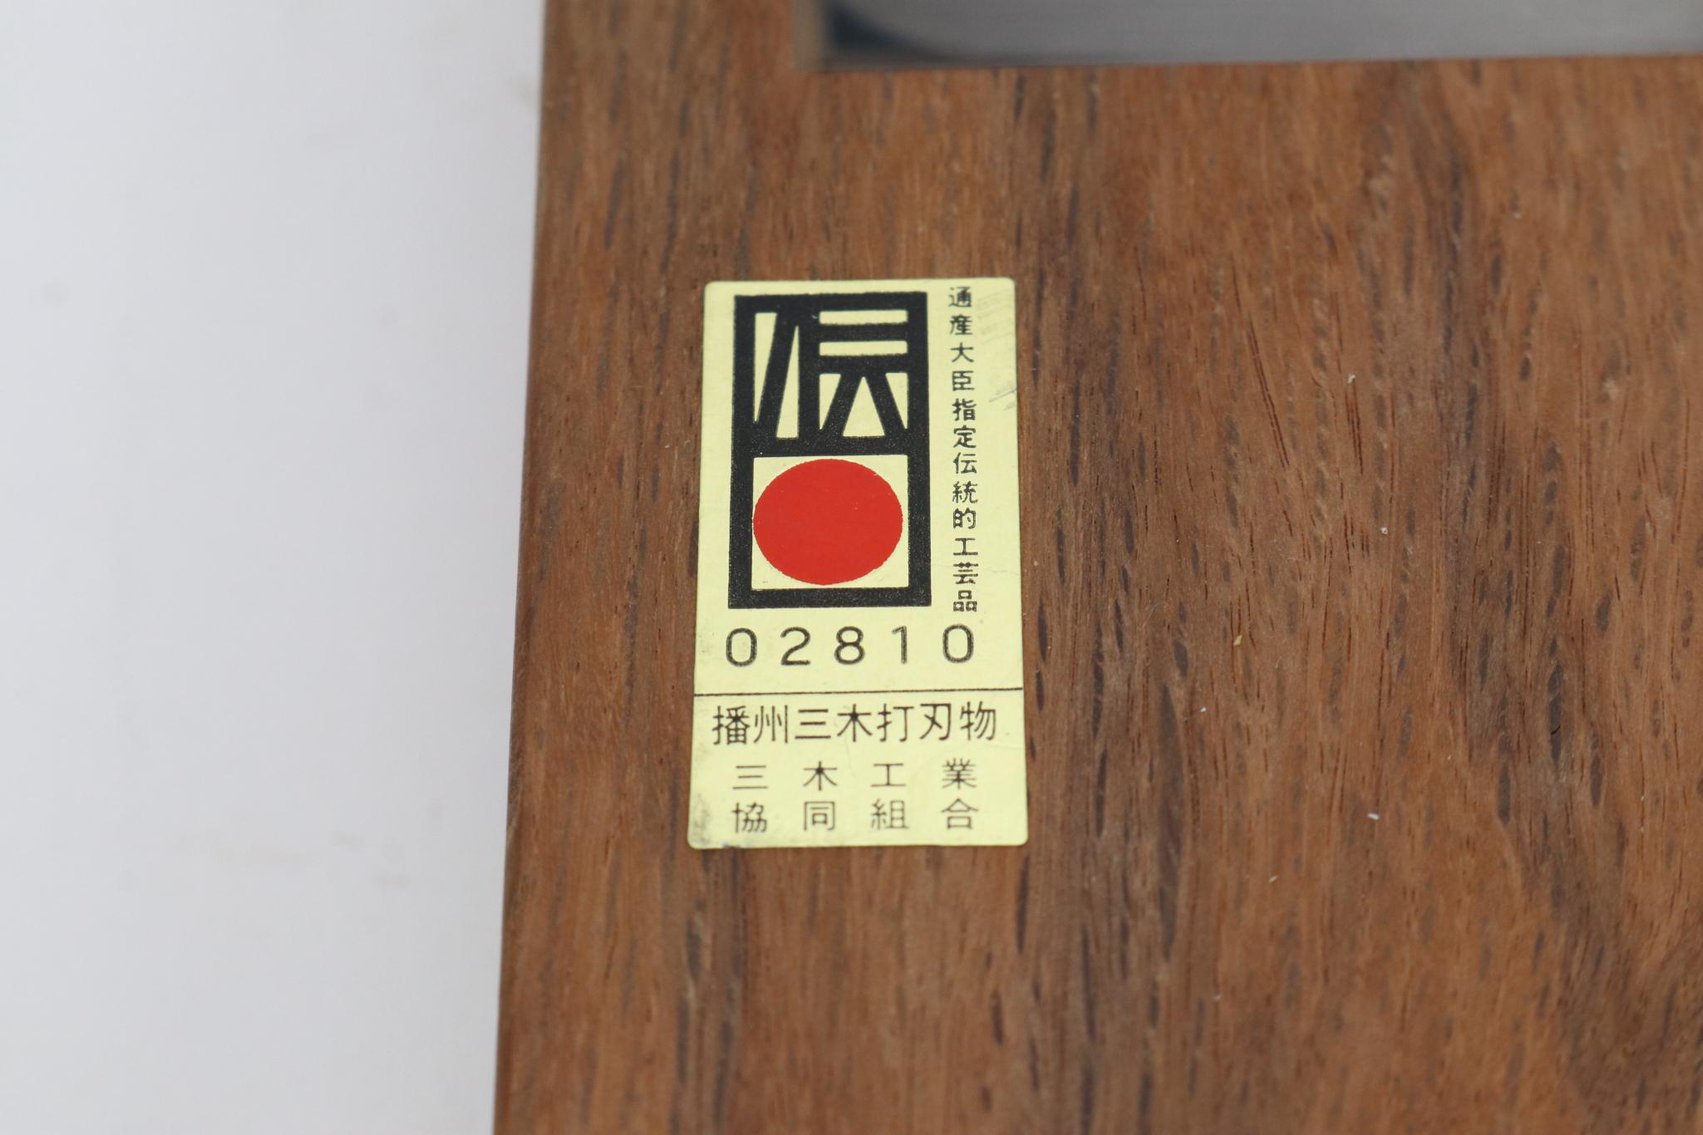 伝
通産大臣指定伝統的工芸品
02810
播州三木打刃物
三木工業
協同組合